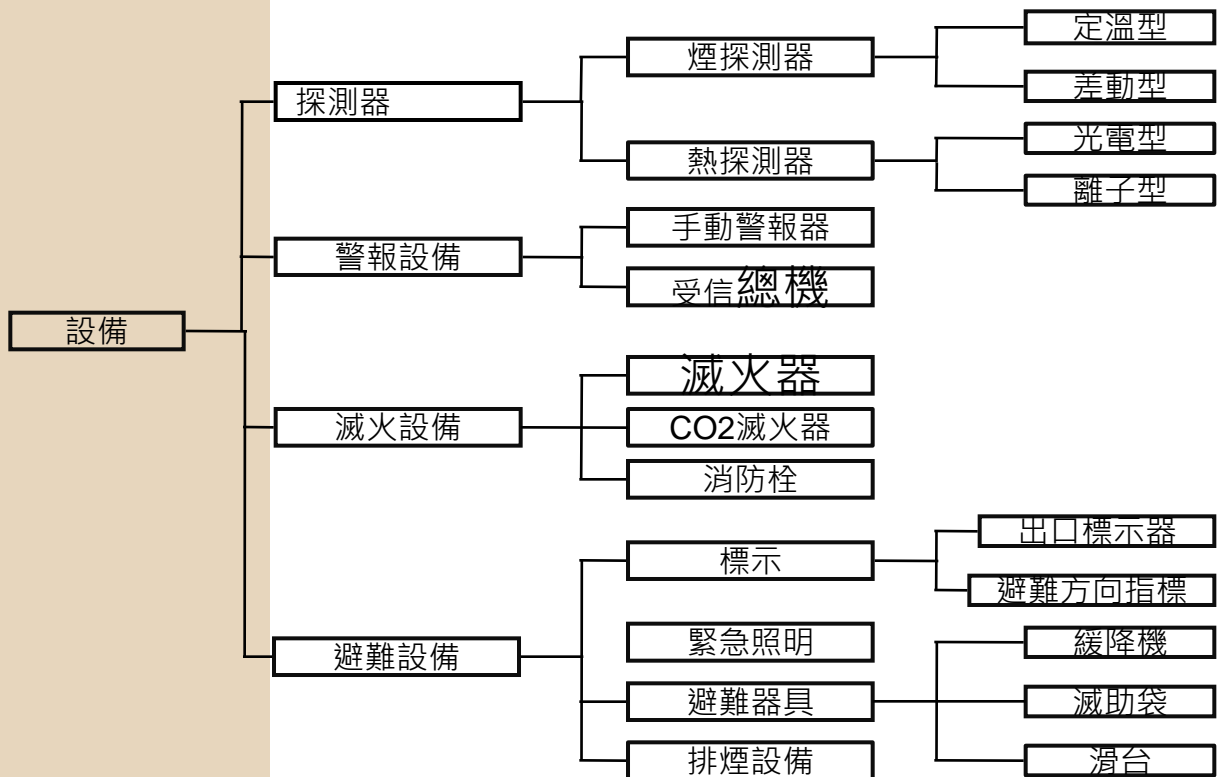 設備
探測器
煙探測器
定溫型
差動型
熱探測器
光電型
離子型
警報設備
手動警報器
受信總機
滅火設備
滅火器
CO2滅火器
消防栓
避難設備
標示
出口標示器
避難方向指標
緊急照明
避難器具
緩降機
滅助袋
滑台
排煙設備